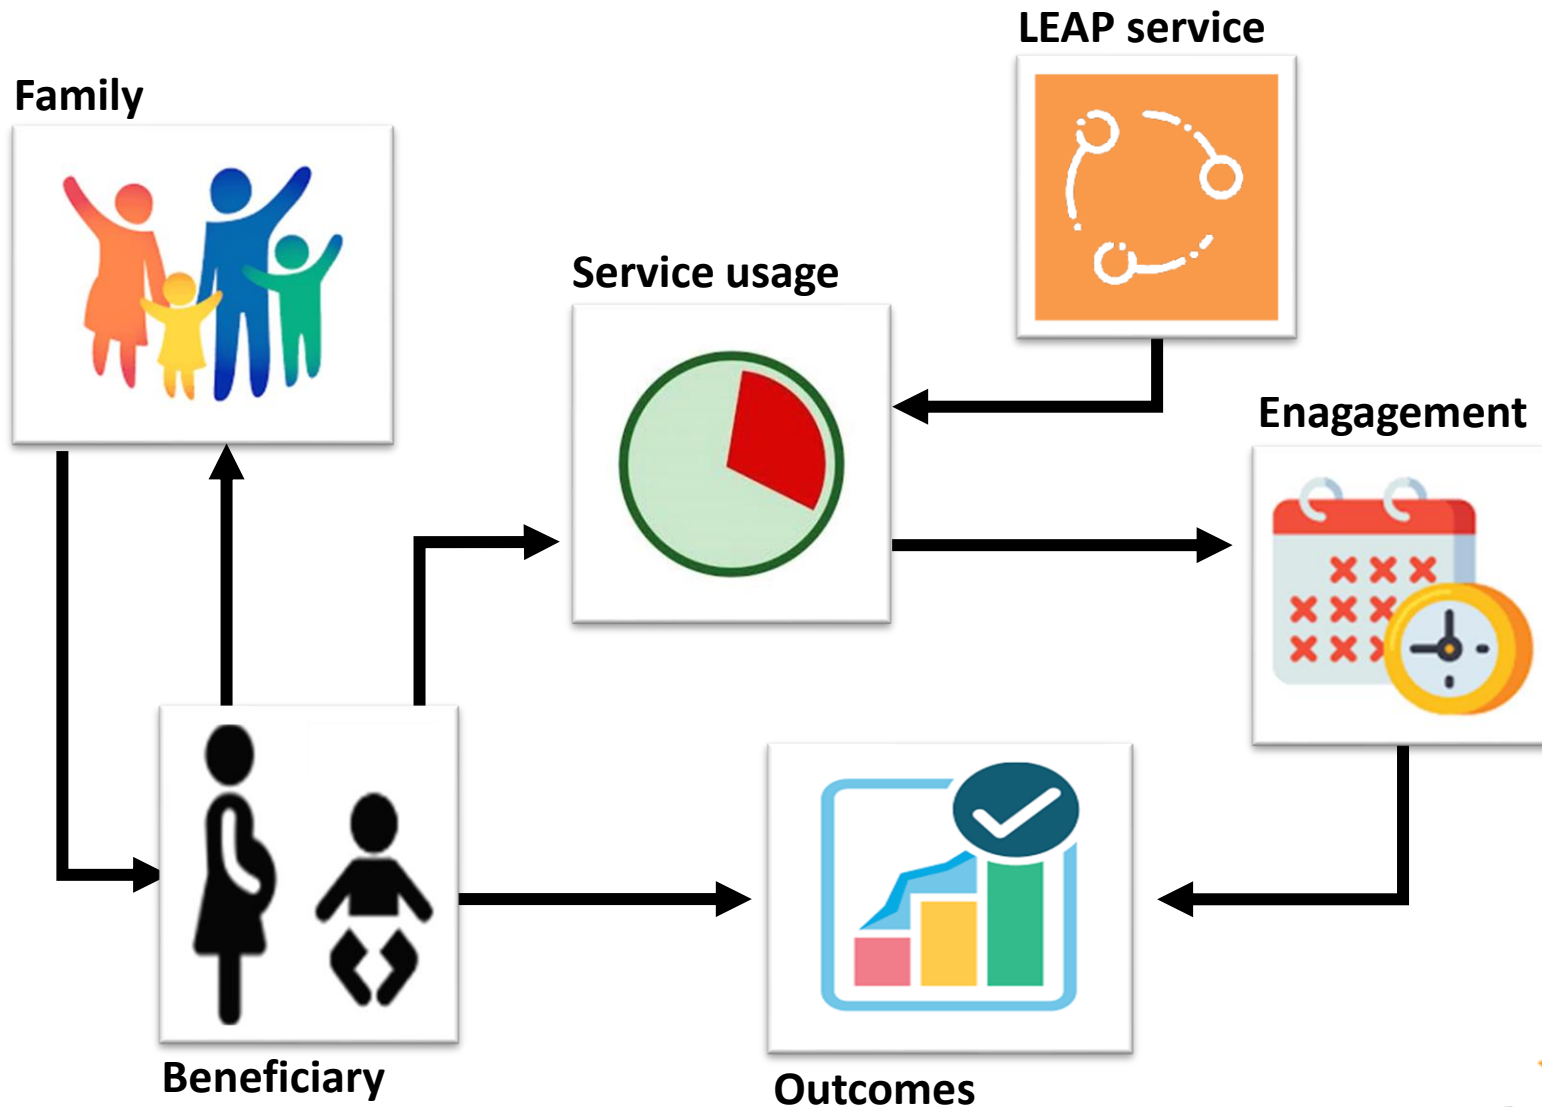 LEAP service
Family
Service usage
Enagagement
Beneficiary
Outcomes